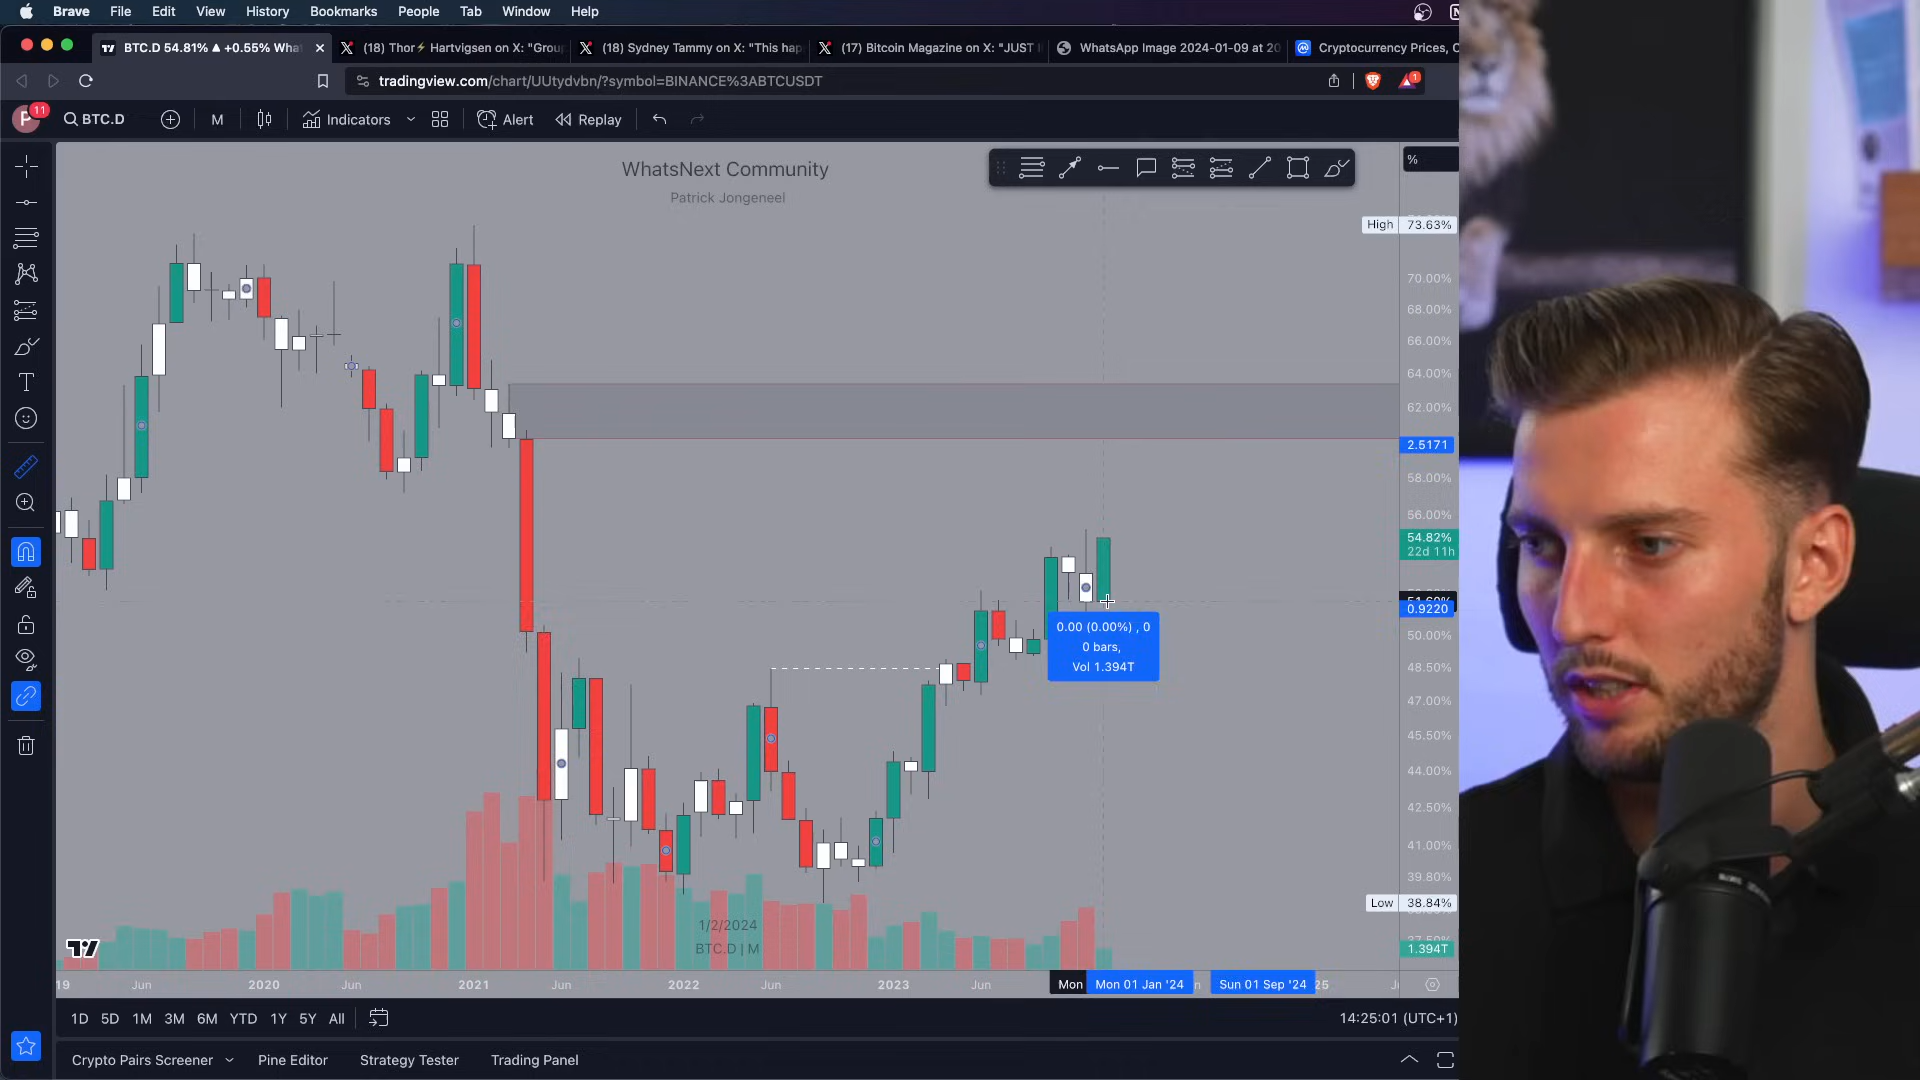 Brave File Edit View History Bookmarks People Tab Window Help
BTC.D 54.81% ▲ +0.55% Wha
(18) Thor⚡ Hartvigsen on X: "Grou
(18) Sydney Tammy on X: "This hap
(17) Bitcoin Magazine on X: "JUST I
WhatsApp Image 2024-01-09 at 20
Cryptocurrency Prices, C
tradingview.com/chart/UUtydvbn/?symbol=BINANCE%3ABTCUSDT
1
P 11 BTC.D M Indicators Alert Replay
WhatsNext Community
Patrick Jongeneel
%
High 73.63%
70.00%
68.00%
66.00%
64.00%
62.00%
2.5171
58.00%
56.00%
54.82%
22d 11h
0.9220
50.00%
48.50%
47.00%
45.50%
44.00%
42.50%
41.00%
39.80%
Low 38.84%
1.394T
0.00 (0.00%) , 0
0 bars,
Vol 1.394T
1/2/2024
BTC.D | M
19 Jun 2020 Jun 2021 Jun 2022 Jun 2023 Jun Mon Mon 01 Jan '24 Sun 01 Sep '24
1D 5D 1M 3M 6M YTD 1Y 5Y All
14:25:01 (UTC+1)
Crypto Pairs Screener Pine Editor Strategy Tester Trading Panel